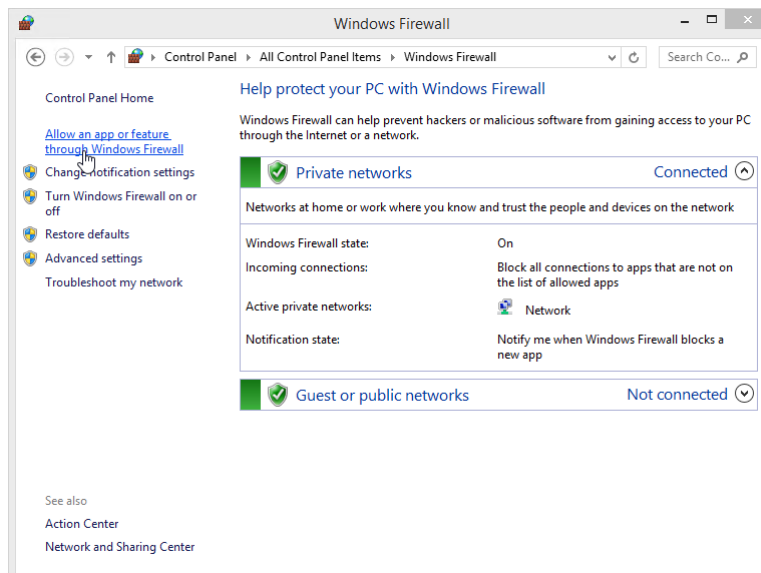 Windows Firewall
Control Panel All Control Panel Items Windows Firewall
Search Co...
Control Panel Home
Allow an app or feature
through Windows Firewall
Change notification settings
Turn Windows Firewall on or
off
Restore defaults
Advanced settings
Troubleshoot my network
See also
Action Center
Network and Sharing Center
Help protect your PC with Windows Firewall
Windows Firewall can help prevent hackers or malicious software from gaining access to your PC
through the Internet or a network.
Private networks Connected
Networks at home or work where you know and trust the people and devices on the network
Windows Firewall state: On
Incoming connections: Block all connections to apps that are not on
the list of allowed apps
Active private networks: Network
Notification state: Notify me when Windows Firewall blocks a
new app
Guest or public networks Not connected